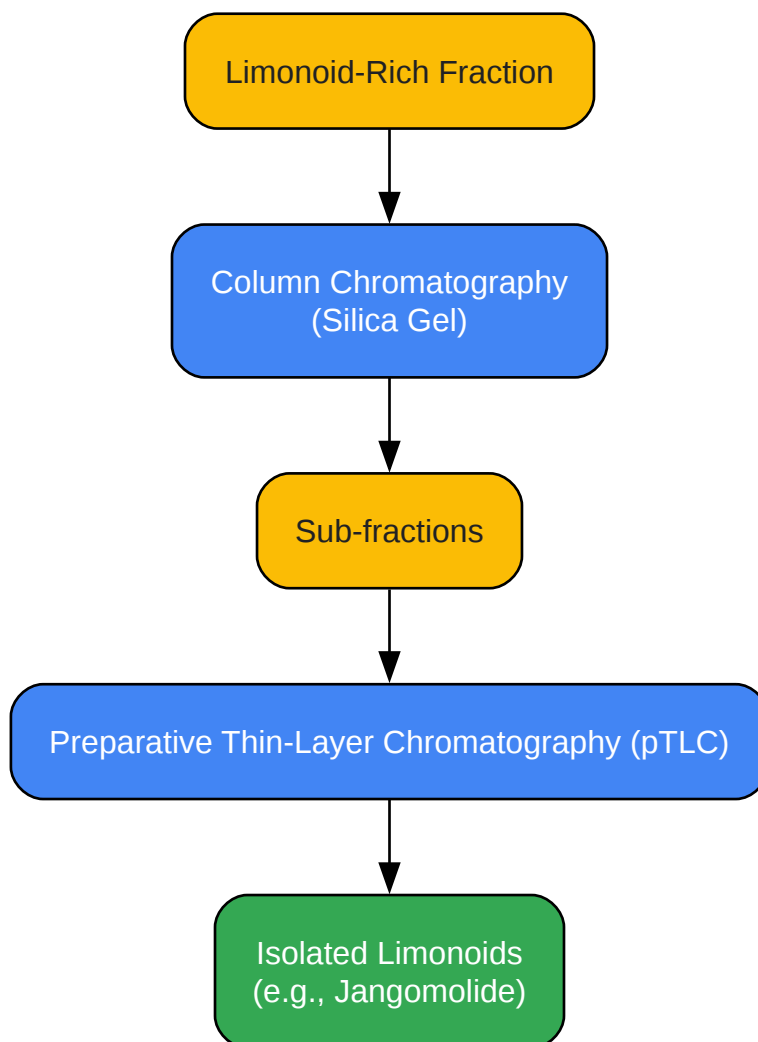 Limonoid-Rich Fraction
Column Chromatography
(Silica Gel)
Sub-fractions
Preparative Thin-Layer Chromatography (pTLC)
Isolated Limonoids
(e.g., Jangomolide)